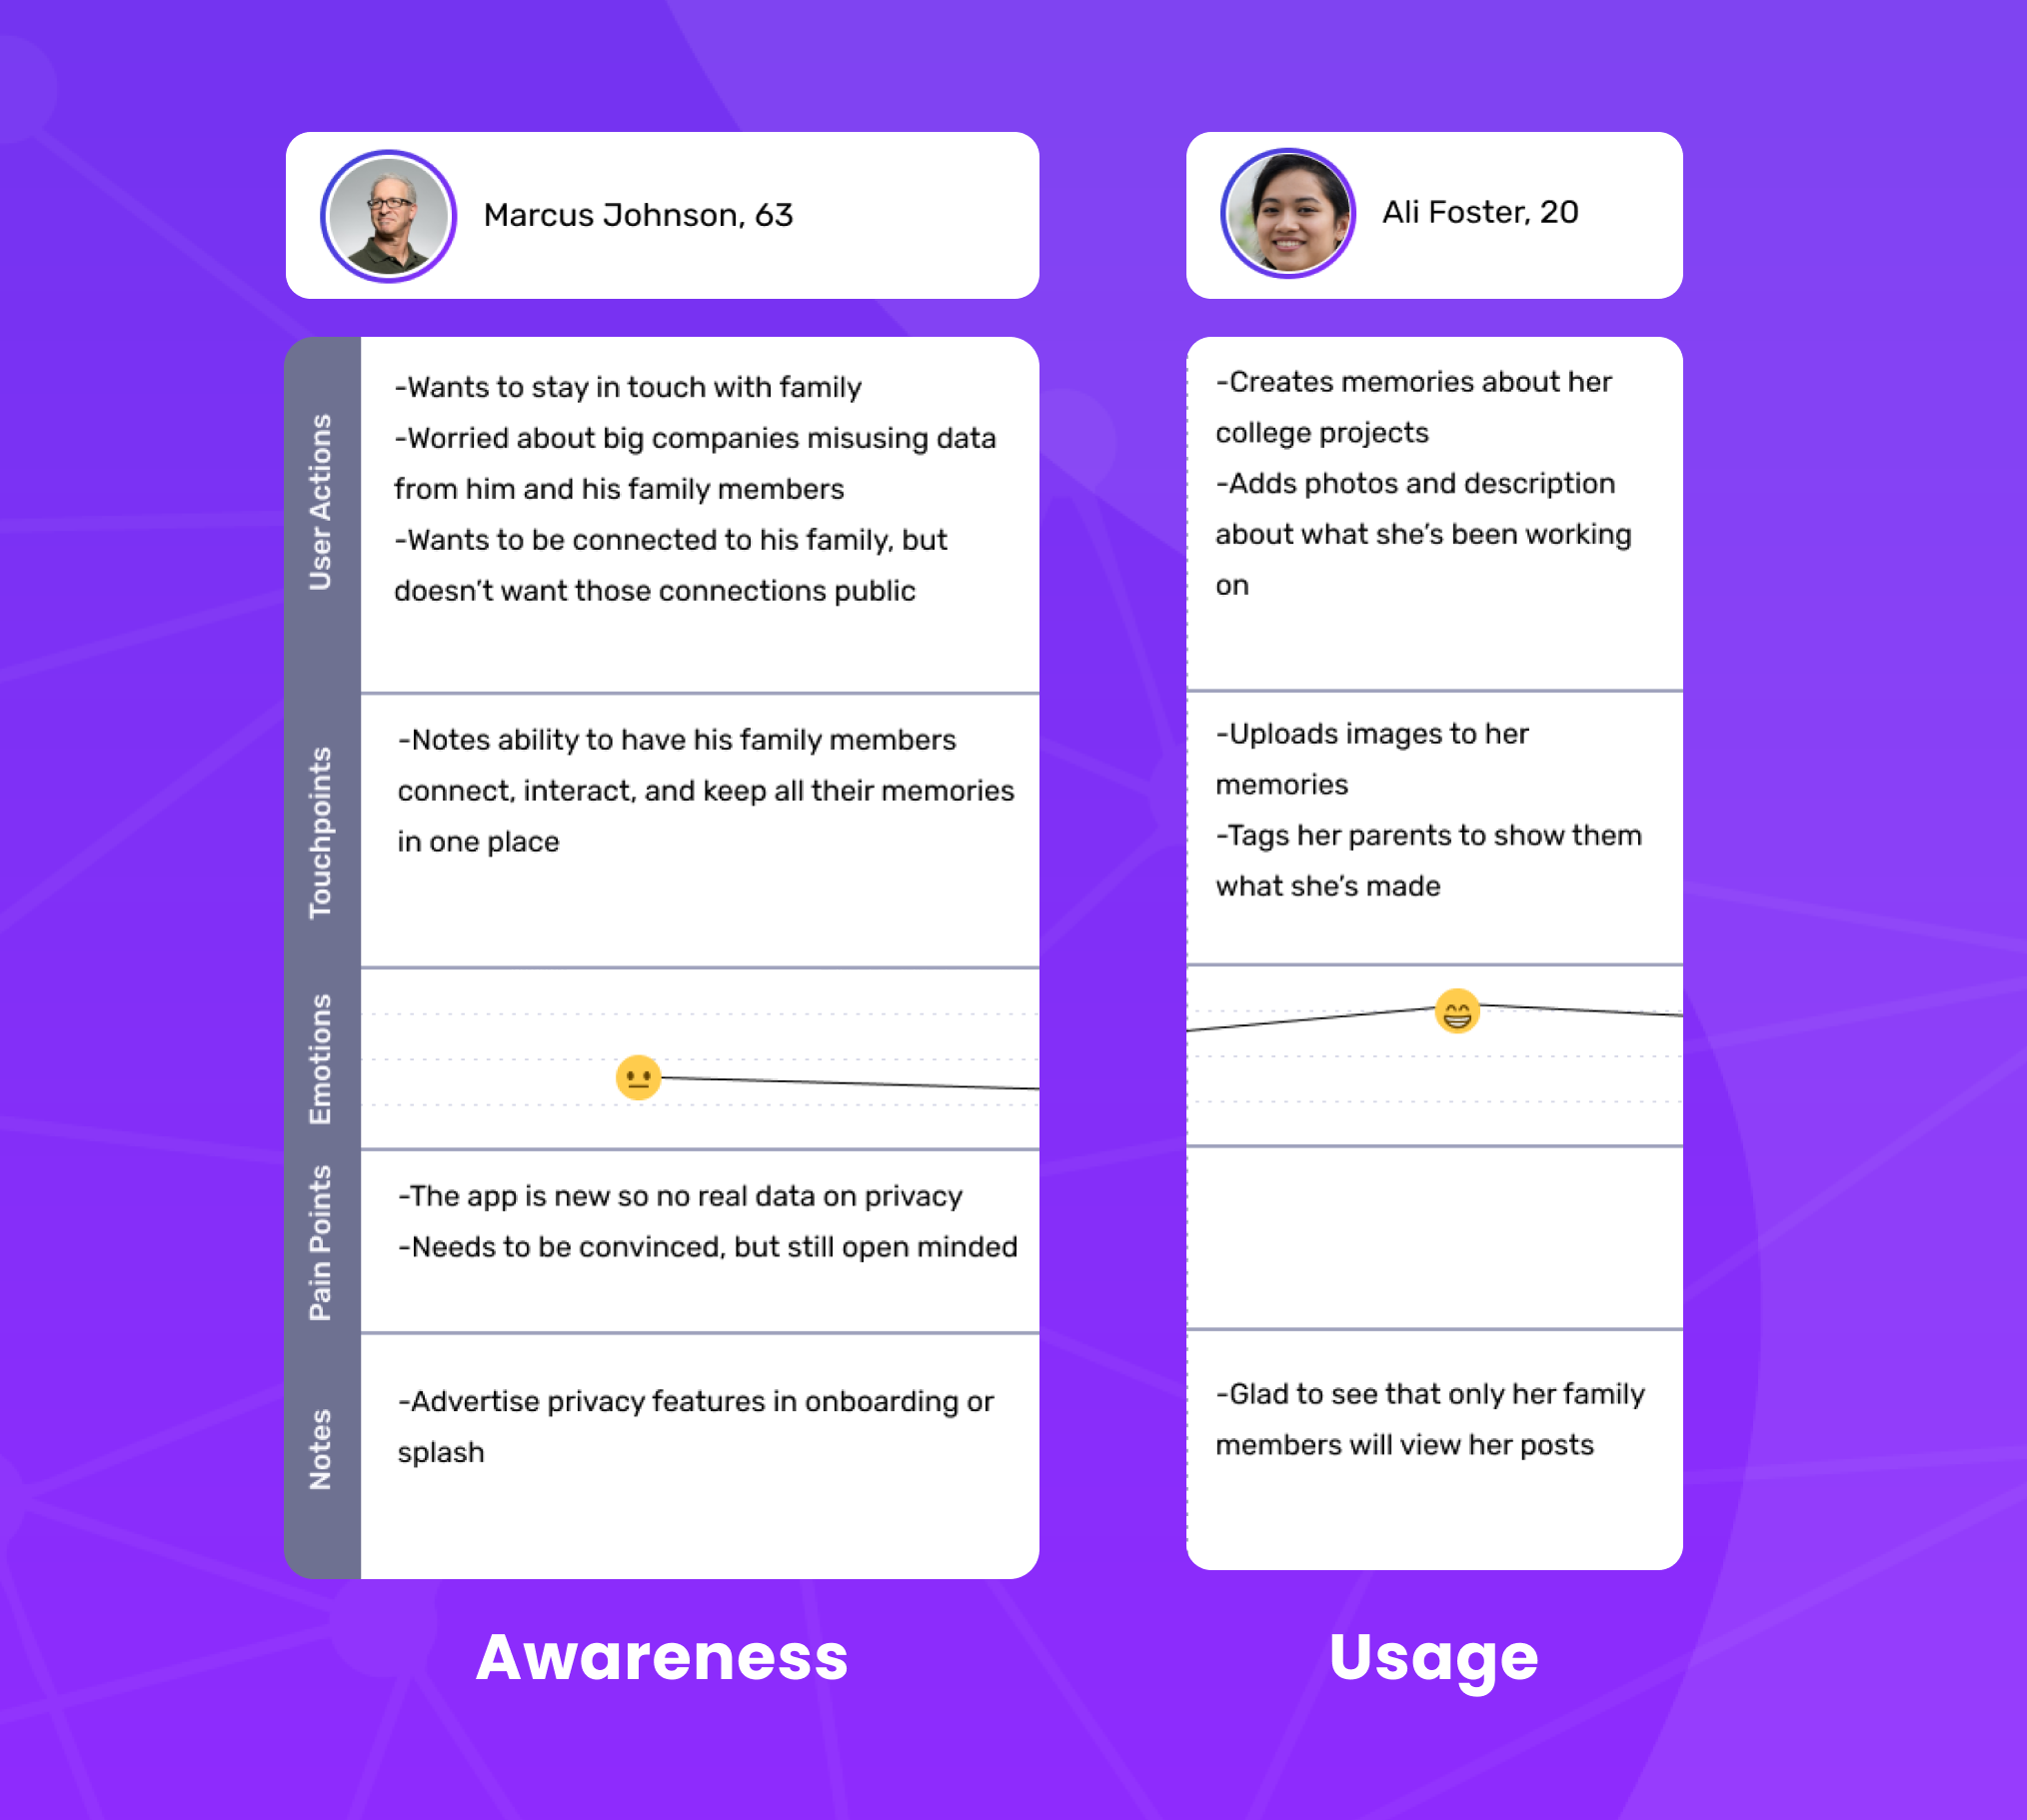 Marcus Johnson, 63
Ali Foster, 20
User Actions
-Wants to stay in touch with family
-Worried about big companies misusing data
from him and his family members
-Wants to be connected to his family, but
doesn’t want those connections public
-Creates memories about her
college projects
-Adds photos and description
about what she’s been working
on
Touchpoints
-Notes ability to have his family members
connect, interact, and keep all their memories
in one place
-Uploads images to her
memories
-Tags her parents to show them
what she’s made
Emotions
Pain Points
-The app is new so no real data on privacy
-Needs to be convinced, but still open minded
Notes
-Advertise privacy features in onboarding or
splash
-Glad to see that only her family
members will view her posts
Awareness
Usage